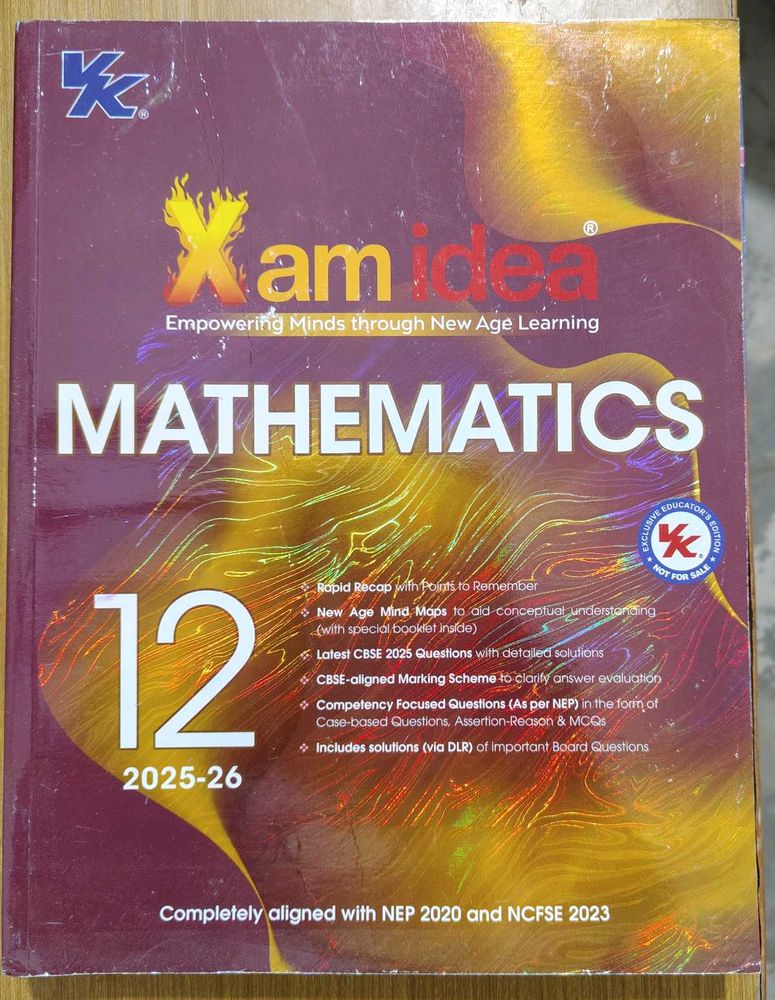 VK®
Xam idea®
Empowering Minds through New Age Learning
MATHEMATICS
EXCLUSIVE EDUCATOR'S EDITION
VK®
NOT FOR SALE
12
2025-26
Rapid Recap with Points to Remember
New Age Mind Maps to aid conceptual understanding
(with special booklet inside)
Latest CBSE 2025 Questions with detailed solutions
CBSE-aligned Marking Scheme to clarify answer evaluation
Competency Focused Questions (As per NEP) in the form of
Case-based Questions, Assertion-Reason & MCQs
Includes solutions (via DLR) of important Board Questions
Completely aligned with NEP 2020 and NCFSE 2023